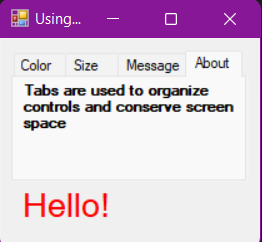 Using...
Color Size Message About
Tabs are used to organize
controls and conserve screen
space
Hello!